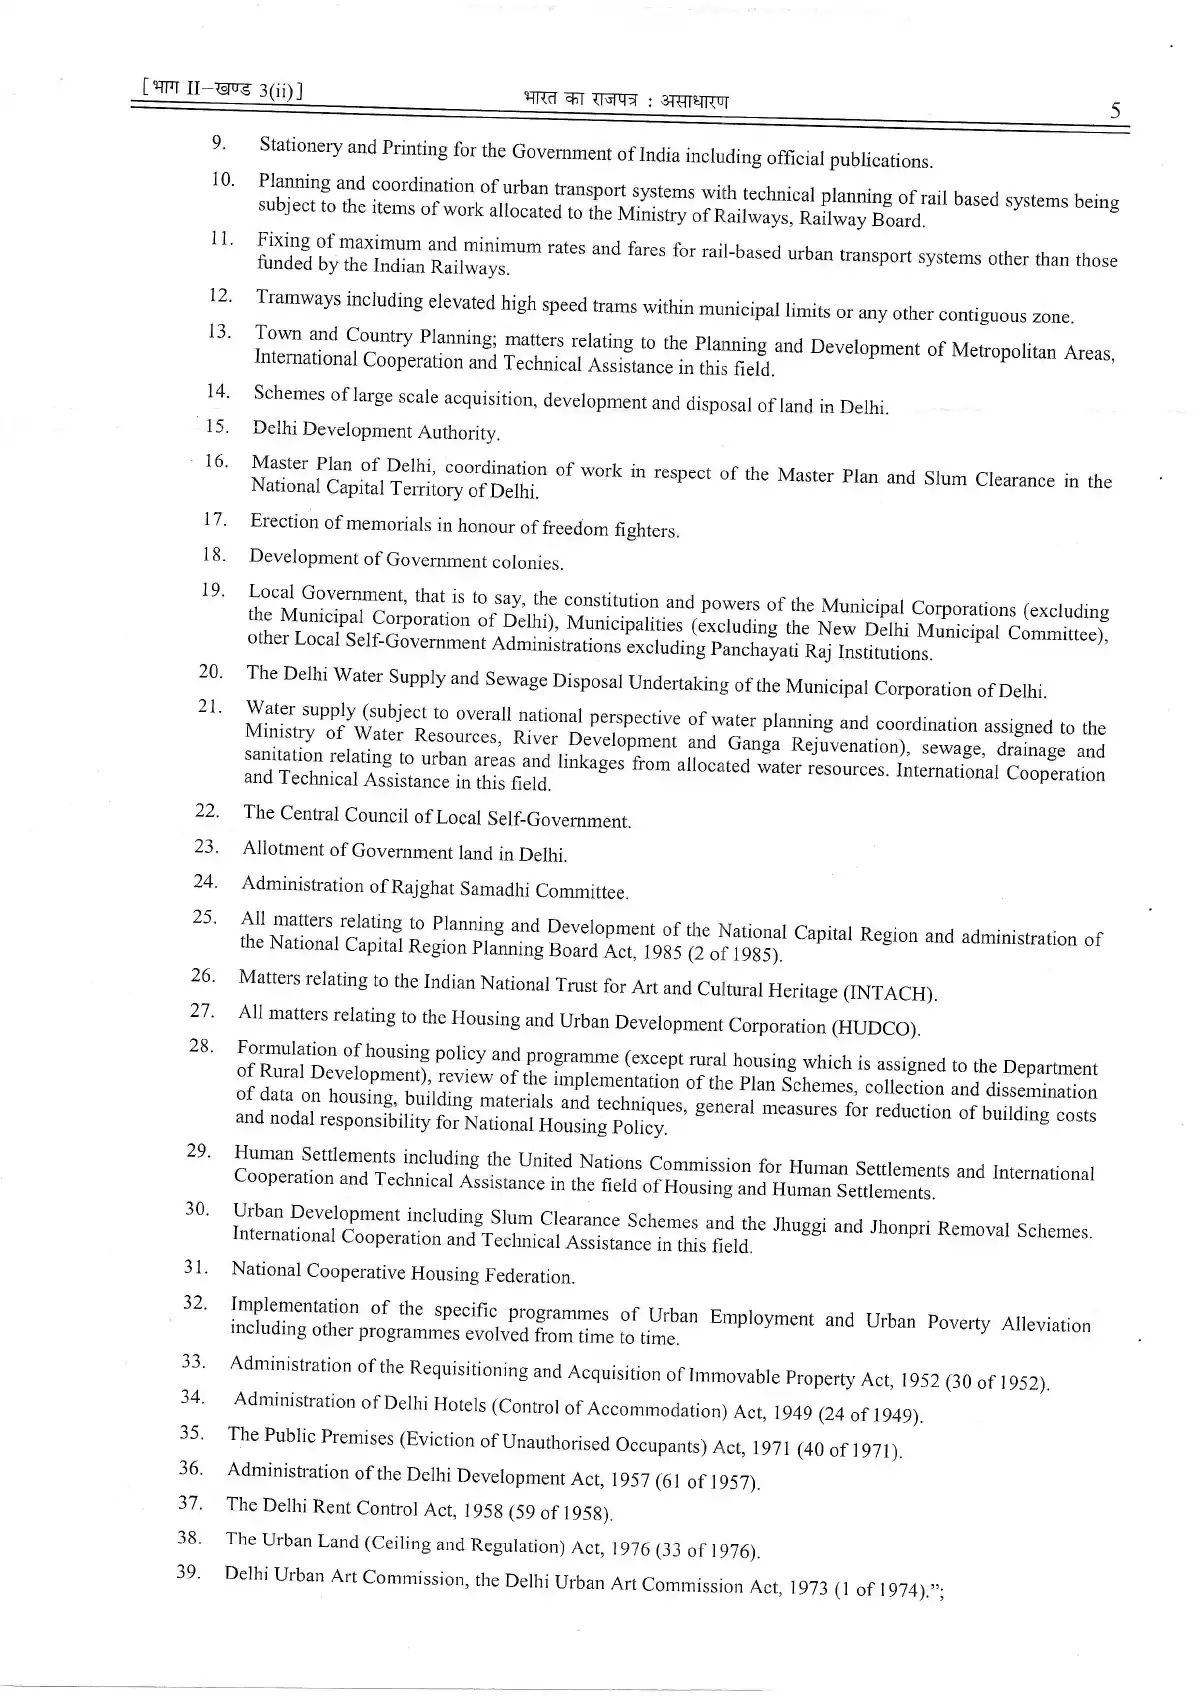 [ भाग II—खण्ड 3(ii) ]
भारत का राजपत्र : असाधारण
5
9. Stationery and Printing for the Government of India including official publications.
10. Planning and coordination of urban transport systems with technical planning of rail based systems being
subject to the items of work allocated to the Ministry of Railways, Railway Board.
11. Fixing of maximum and minimum rates and fares for rail-based urban transport systems other than those
funded by the Indian Railways.
12. Tramways including elevated high speed trams within municipal limits or any other contiguous zone.
13. Town and Country Planning; matters relating to the Planning and Development of Metropolitan Areas,
International Cooperation and Technical Assistance in this field.
14. Schemes of large scale acquisition, development and disposal of land in Delhi.
15. Delhi Development Authority.
16. Master Plan of Delhi, coordination of work in respect of the Master Plan and Slum Clearance in the
National Capital Territory of Delhi.
17. Erection of memorials in honour of freedom fighters.
18. Development of Government colonies.
19. Local Government, that is to say, the constitution and powers of the Municipal Corporations (excluding
the Municipal Corporation of Delhi), Municipalities (excluding the New Delhi Municipal Committee),
other Local Self-Government Administrations excluding Panchayati Raj Institutions.
20. The Delhi Water Supply and Sewage Disposal Undertaking of the Municipal Corporation of Delhi.
21. Water supply (subject to overall national perspective of water planning and coordination assigned to the
Ministry of Water Resources, River Development and Ganga Rejuvenation), sewage, drainage and
sanitation relating to urban areas and linkages from allocated water resources. International Cooperation
and Technical Assistance in this field.
22. The Central Council of Local Self-Government.
23. Allotment of Government land in Delhi.
24. Administration of Rajghat Samadhi Committee.
25. All matters relating to Planning and Development of the National Capital Region and administration of
the National Capital Region Planning Board Act, 1985 (2 of 1985).
26. Matters relating to the Indian National Trust for Art and Cultural Heritage (INTACH).
27. All matters relating to the Housing and Urban Development Corporation (HUDCO).
28. Formulation of housing policy and programme (except rural housing which is assigned to the Department
of Rural Development), review of the implementation of the Plan Schemes, collection and dissemination
of data on housing, building materials and techniques, general measures for reduction of building costs
and nodal responsibility for National Housing Policy.
29. Human Settlements including the United Nations Commission for Human Settlements and International
Cooperation and Technical Assistance in the field of Housing and Human Settlements.
30. Urban Development including Slum Clearance Schemes and the Jhuggi and Jhonpri Removal Schemes.
International Cooperation and Technical Assistance in this field.
31. National Cooperative Housing Federation.
32. Implementation of the specific programmes of Urban Employment and Urban Poverty Alleviation
including other programmes evolved from time to time.
33. Administration of the Requisitioning and Acquisition of Immovable Property Act, 1952 (30 of 1952).
34. Administration of Delhi Hotels (Control of Accommodation) Act, 1949 (24 of 1949).
35. The Public Premises (Eviction of Unauthorised Occupants) Act, 1971 (40 of 1971).
36. Administration of the Delhi Development Act, 1957 (61 of 1957).
37. The Delhi Rent Control Act, 1958 (59 of 1958).
38. The Urban Land (Ceiling and Regulation) Act, 1976 (33 of 1976).
39. Delhi Urban Art Commission, the Delhi Urban Art Commission Act, 1973 (1 of 1974).”;